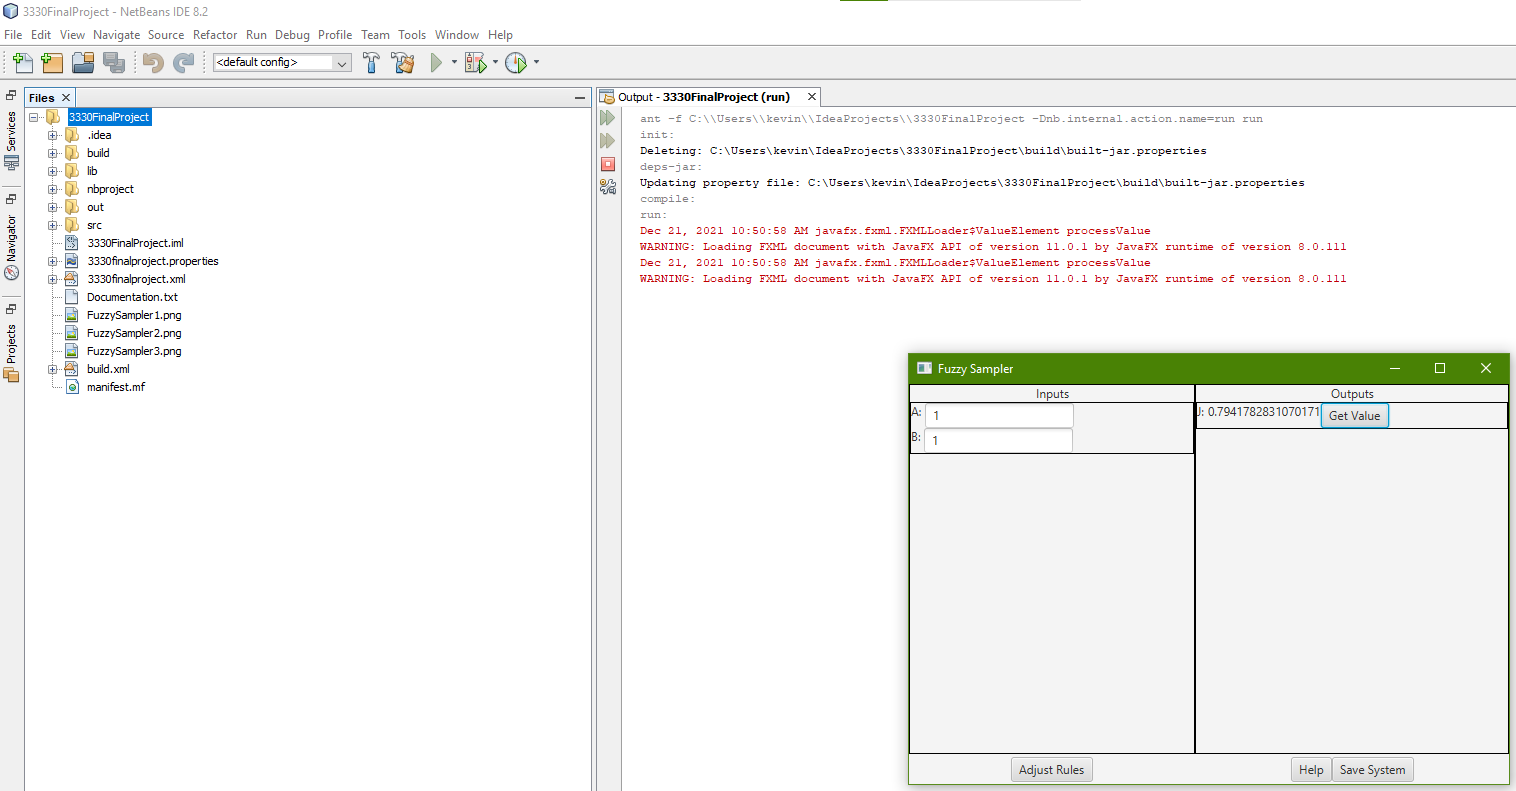 3330FinalProject - NetBeans IDE 8.2
File Edit View Navigate Source Refactor Run Debug Profile Team Tools Window Help
<default config>
Services
Navigator
Projects
Files
3330FinalProject
.idea
build
lib
nbproject
out
src
3330FinalProject.iml
3330finalproject.properties
3330finalproject.xml
Documentation.txt
FuzzySampler1.png
FuzzySampler2.png
FuzzySampler3.png
build.xml
manifest.mf
Output - 3330FinalProject (run)
ant -f C:\\Users\\kevin\\IdeaProjects\\3330FinalProject -Dnb.internal.action.name=run run
init:
Deleting: C:\Users\kevin\IdeaProjects\3330FinalProject\build\built-jar.properties
deps-jar:
Updating property file: C:\Users\kevin\IdeaProjects\3330FinalProject\build\built-jar.properties
compile:
run:
Dec 21, 2021 10:50:58 AM javafx.fxml.FXMLLoader$ValueElement processValue
WARNING: Loading FXML document with JavaFX API of version 11.0.1 by JavaFX runtime of version 8.0.111
Dec 21, 2021 10:50:58 AM javafx.fxml.FXMLLoader$ValueElement processValue
WARNING: Loading FXML document with JavaFX API of version 11.0.1 by JavaFX runtime of version 8.0.111
Fuzzy Sampler
Inputs
A: 1
B: 1
Outputs
J: 0.7941782831070171 Get Value
Adjust Rules
Help Save System